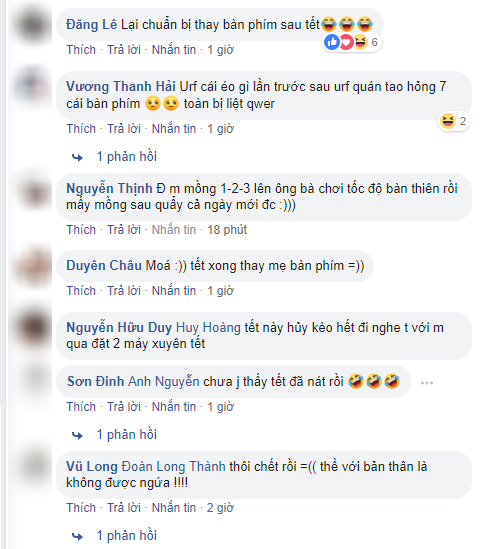 Đăng Lê Lại chuẩn bị thay bàn phím sau tết😂😂😂
6
Thích · Trả lời · Nhắn tin · 1 giờ
Vương Thanh Hải Urf cái éo gì lần trước sau urf quán tao hỏng 7
cái bàn phím 😒😒 toàn bị liệt qwer
2
Thích · Trả lời · Nhắn tin · 1 giờ
1 phản hồi
Nguyễn Thịnh Đ m mồng 1-2-3 lên ông bà chơi tốc độ bàn thiên rồi
mấy mồng sau quẩy cả ngày mới đc :)))
Thích · Trả lời · Nhắn tin · 18 phút
Duyên Châu Moá :)) tết xong thay mẹ bàn phím =))
Thích · Trả lời · Nhắn tin · 1 giờ
Nguyễn Hữu Duy Huy Hoàng tết này hủy kèo hết đi nghe t với m
qua đặt 2 máy xuyên tết
Sơn Đinh Anh Nguyễn chưa j thấy tết đã nát rồi 🤣🤣🤣
Thích · Trả lời · Nhắn tin · 1 giờ
1 phản hồi
Vũ Long Đoàn Long Thành thôi chết rồi =(( thề với bản thân là
không được ngứa !!!!
Thích · Trả lời · Nhắn tin · 2 giờ
1 phản hồi